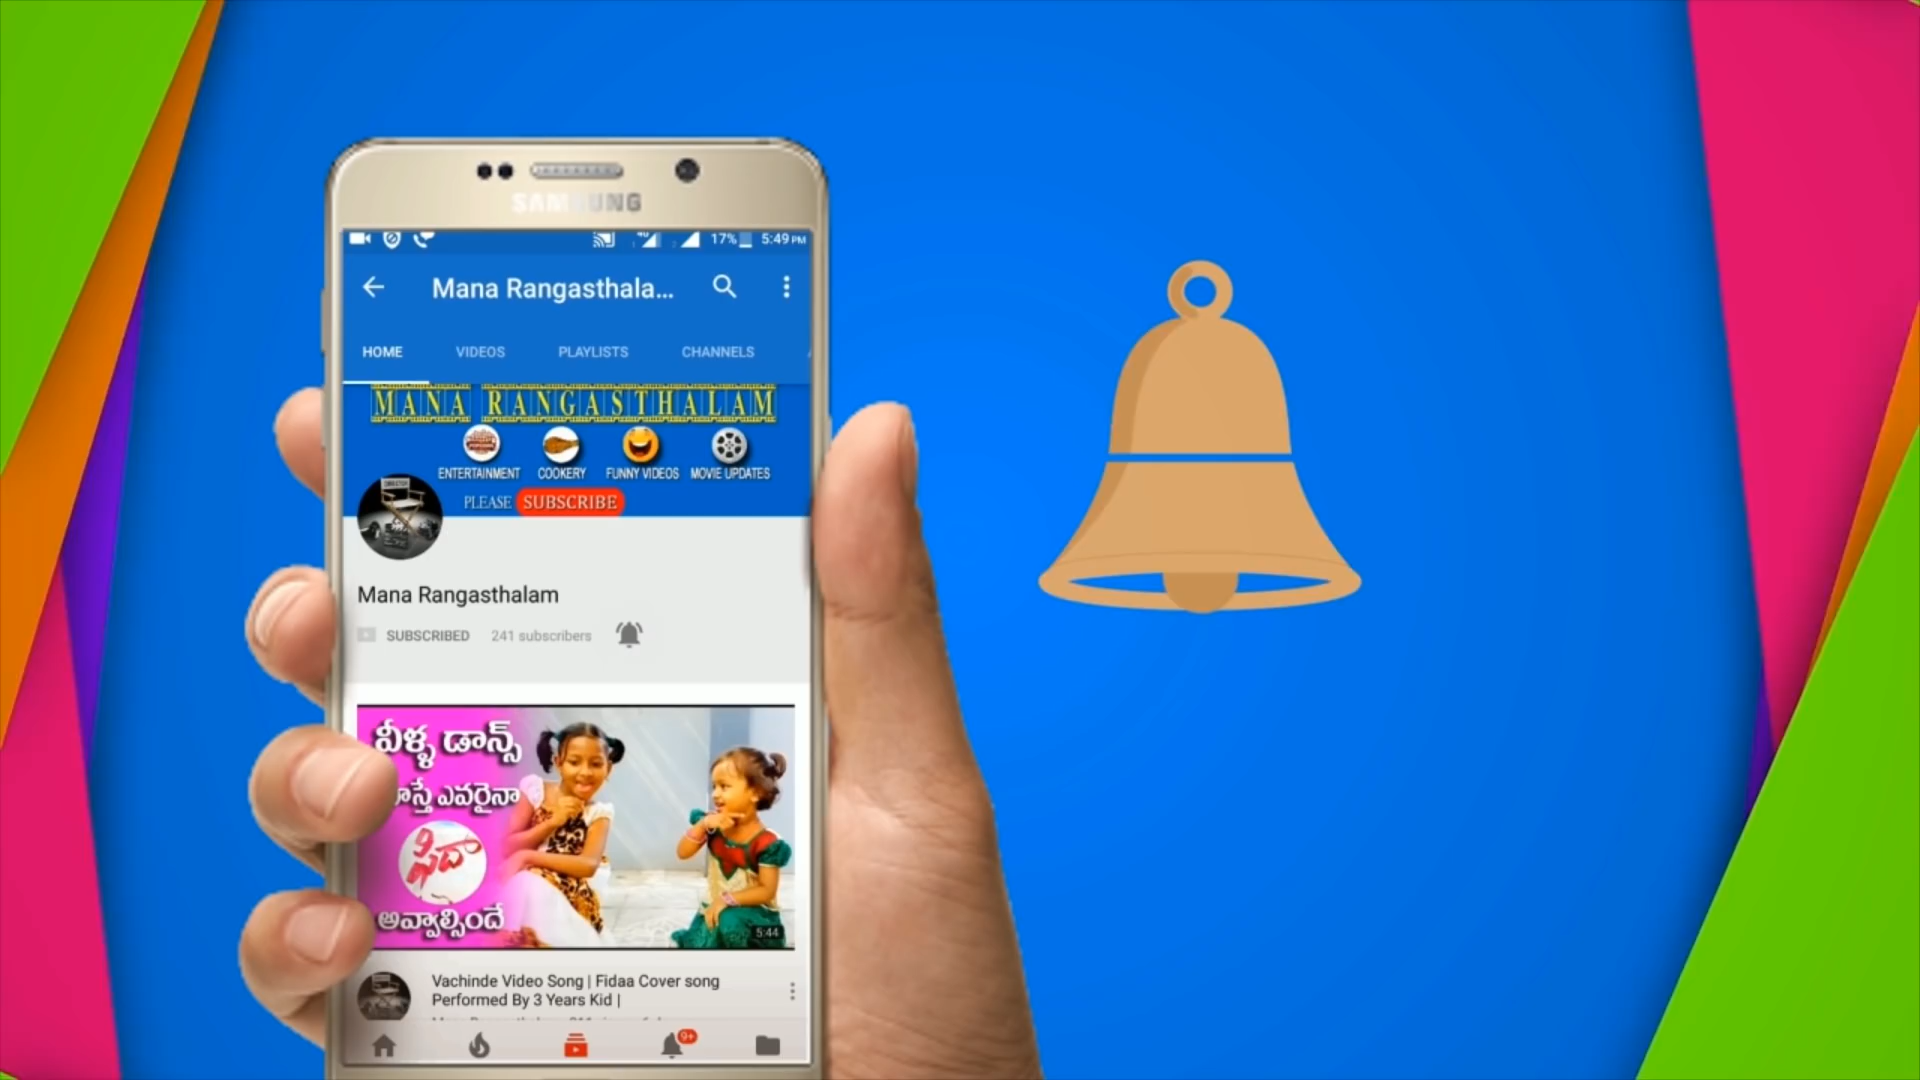 SAMSUNG
17% 5:49 PM
Mana Rangasthala...
HOME VIDEOS PLAYLISTS CHANNELS
MANA RANGASTHALAM
ENTERTAINMENT COOKERY FUNNY VIDEOS MOVIE UPDATES
PLEASE SUBSCRIBE
DIRECTOR
Mana Rangasthalam
SUBSCRIBED 241 subscribers
వీళ్ళ డాన్స్
ఎవరైనా
ఫిదా
అవ్వాల్సిందే
5:44
Vachinde Video Song | Fidaa Cover song
Performed By 3 Years Kid |
9+